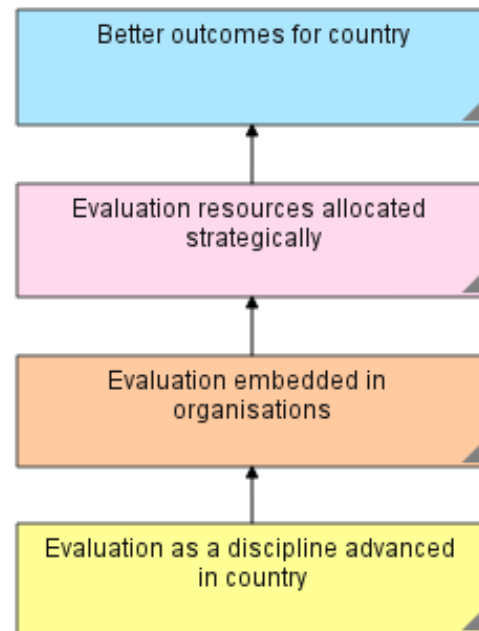 Better outcomes for country
Evaluation resources allocated
strategically
Evaluation embedded in
organisations
Evaluation as a discipline advanced
in country